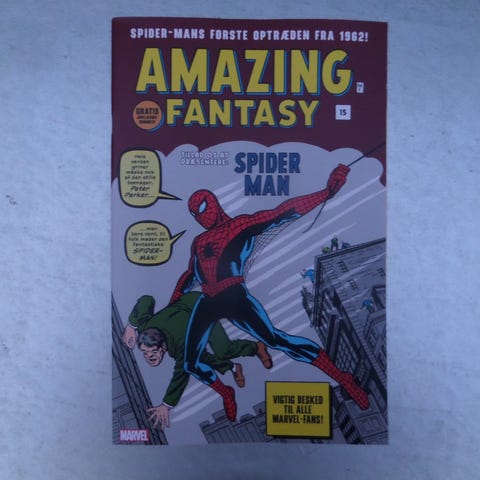 SPIDER-MANS FØRSTE OPTRÆDEN FRA 1962!
AMAZING
FANTASY
15
GRATIS
TILLAD OS AT
PRÆSENTERE:
SPIDER
MAN
Hele
verden
griner
måske nok
af den stille
teenager,
Peter
Parker...
... men
bare vent, til
folk møder den
fantastiske
SPIDER-
MAN!
VIGTIG BESKED
TIL ALLE
MARVEL-FANS!
MARVEL